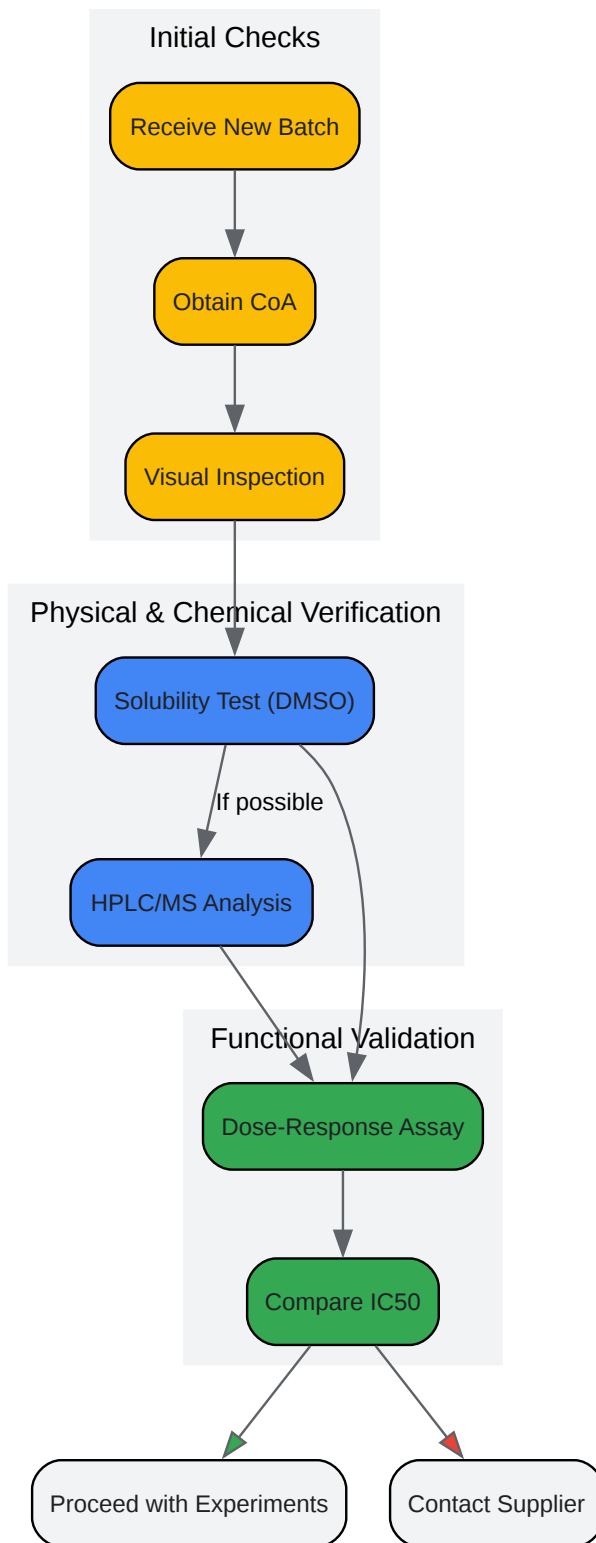 Initial Checks
Receive New Batch
Obtain CoA
Visual Inspection
Physical & Chemical Verification
Solubility Test (DMSO)
If possible
HPLC/MS Analysis
Functional Validation
Dose-Response Assay
Compare IC50
Proceed with Experiments
Contact Supplier